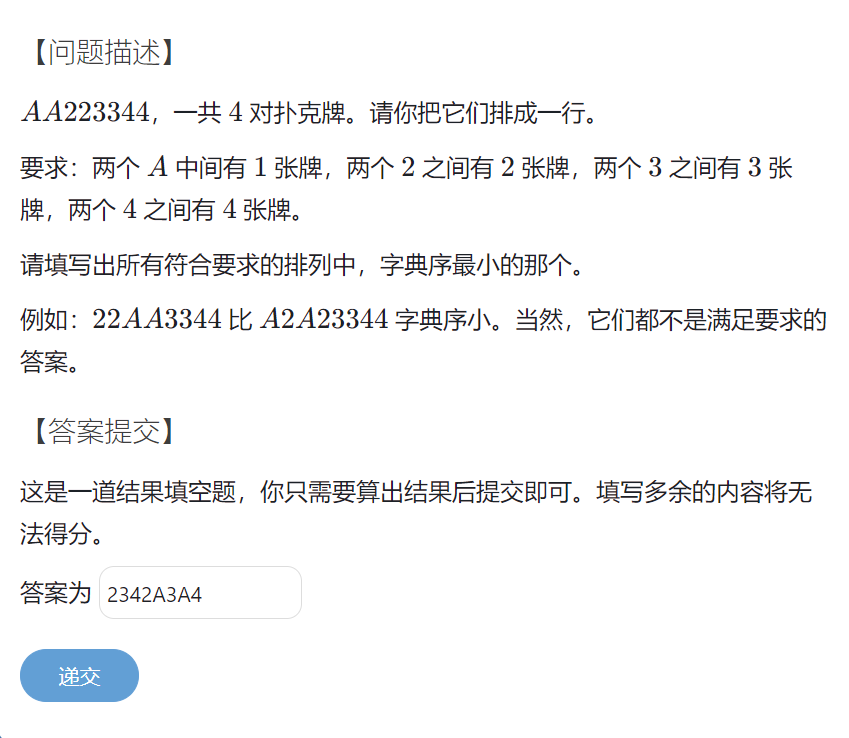 【问题描述】
AA223344，一共 4 对扑克牌。请你把它们排成一行。
要求：两个 A 中间有 1 张牌，两个 2 之间有 2 张牌，两个 3 之间有 3 张
牌，两个 4 之间有 4 张牌。
请填写出所有符合要求的排列中，字典序最小的那个。
例如：22AA3344 比 A2A23344 字典序小。当然，它们都不是满足要求的
答案。
【答案提交】
这是一道结果填空题，你只需要算出结果后提交即可。填写多余的内容将无
法得分。
答案为 2342A3A4
递交